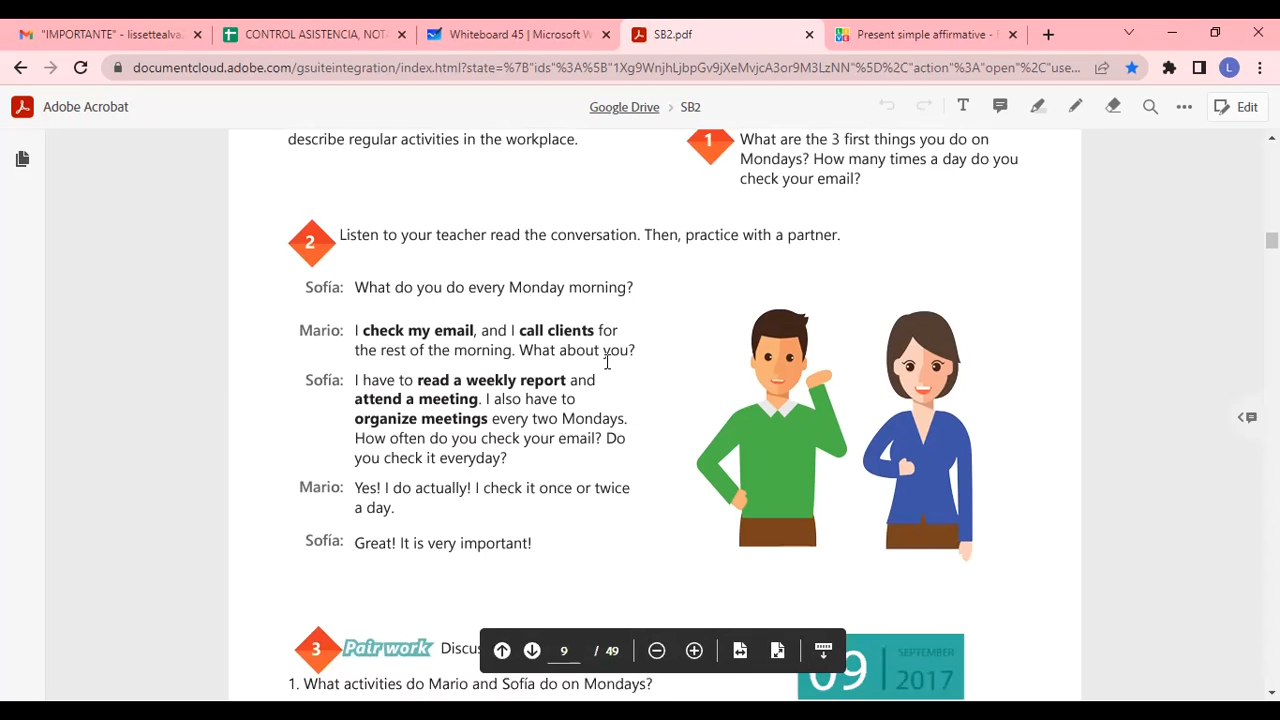 "IMPORTANTE" - lissettealva
CONTROL ASISTENCIA, NOTA
Whiteboard 45 | Microsoft W
SB2.pdf
Present simple affirmative - F
documentcloud.adobe.com/gsuiteintegration/index.html?state=%7B"ids"%3A%5B"1Xg9WnjhLjbpGv9jXeMvjcA3or9M3LzNN"%5D%2C"action"%3A"open"%2C"use...
L
Adobe Acrobat
Google Drive
SB2
Edit
describe regular activities in the workplace.
1
What are the 3 first things you do on
Mondays? How many times a day do you
check your email?
2
Listen to your teacher read the conversation. Then, practice with a partner.
Sofía: What do you do every Monday morning?
Mario: I check my email, and I call clients for
the rest of the morning. What about you?
Sofía: I have to read a weekly report and
attend a meeting. I also have to
organize meetings every two Mondays.
How often do you check your email? Do
you check it everyday?
Mario: Yes! I do actually! I check it once or twice
a day.
Sofía: Great! It is very important!
3
Pair work Discus
9 / 49
1. What activities do Mario and Sofía do on Mondays?
09
SEPTEMBER
2017